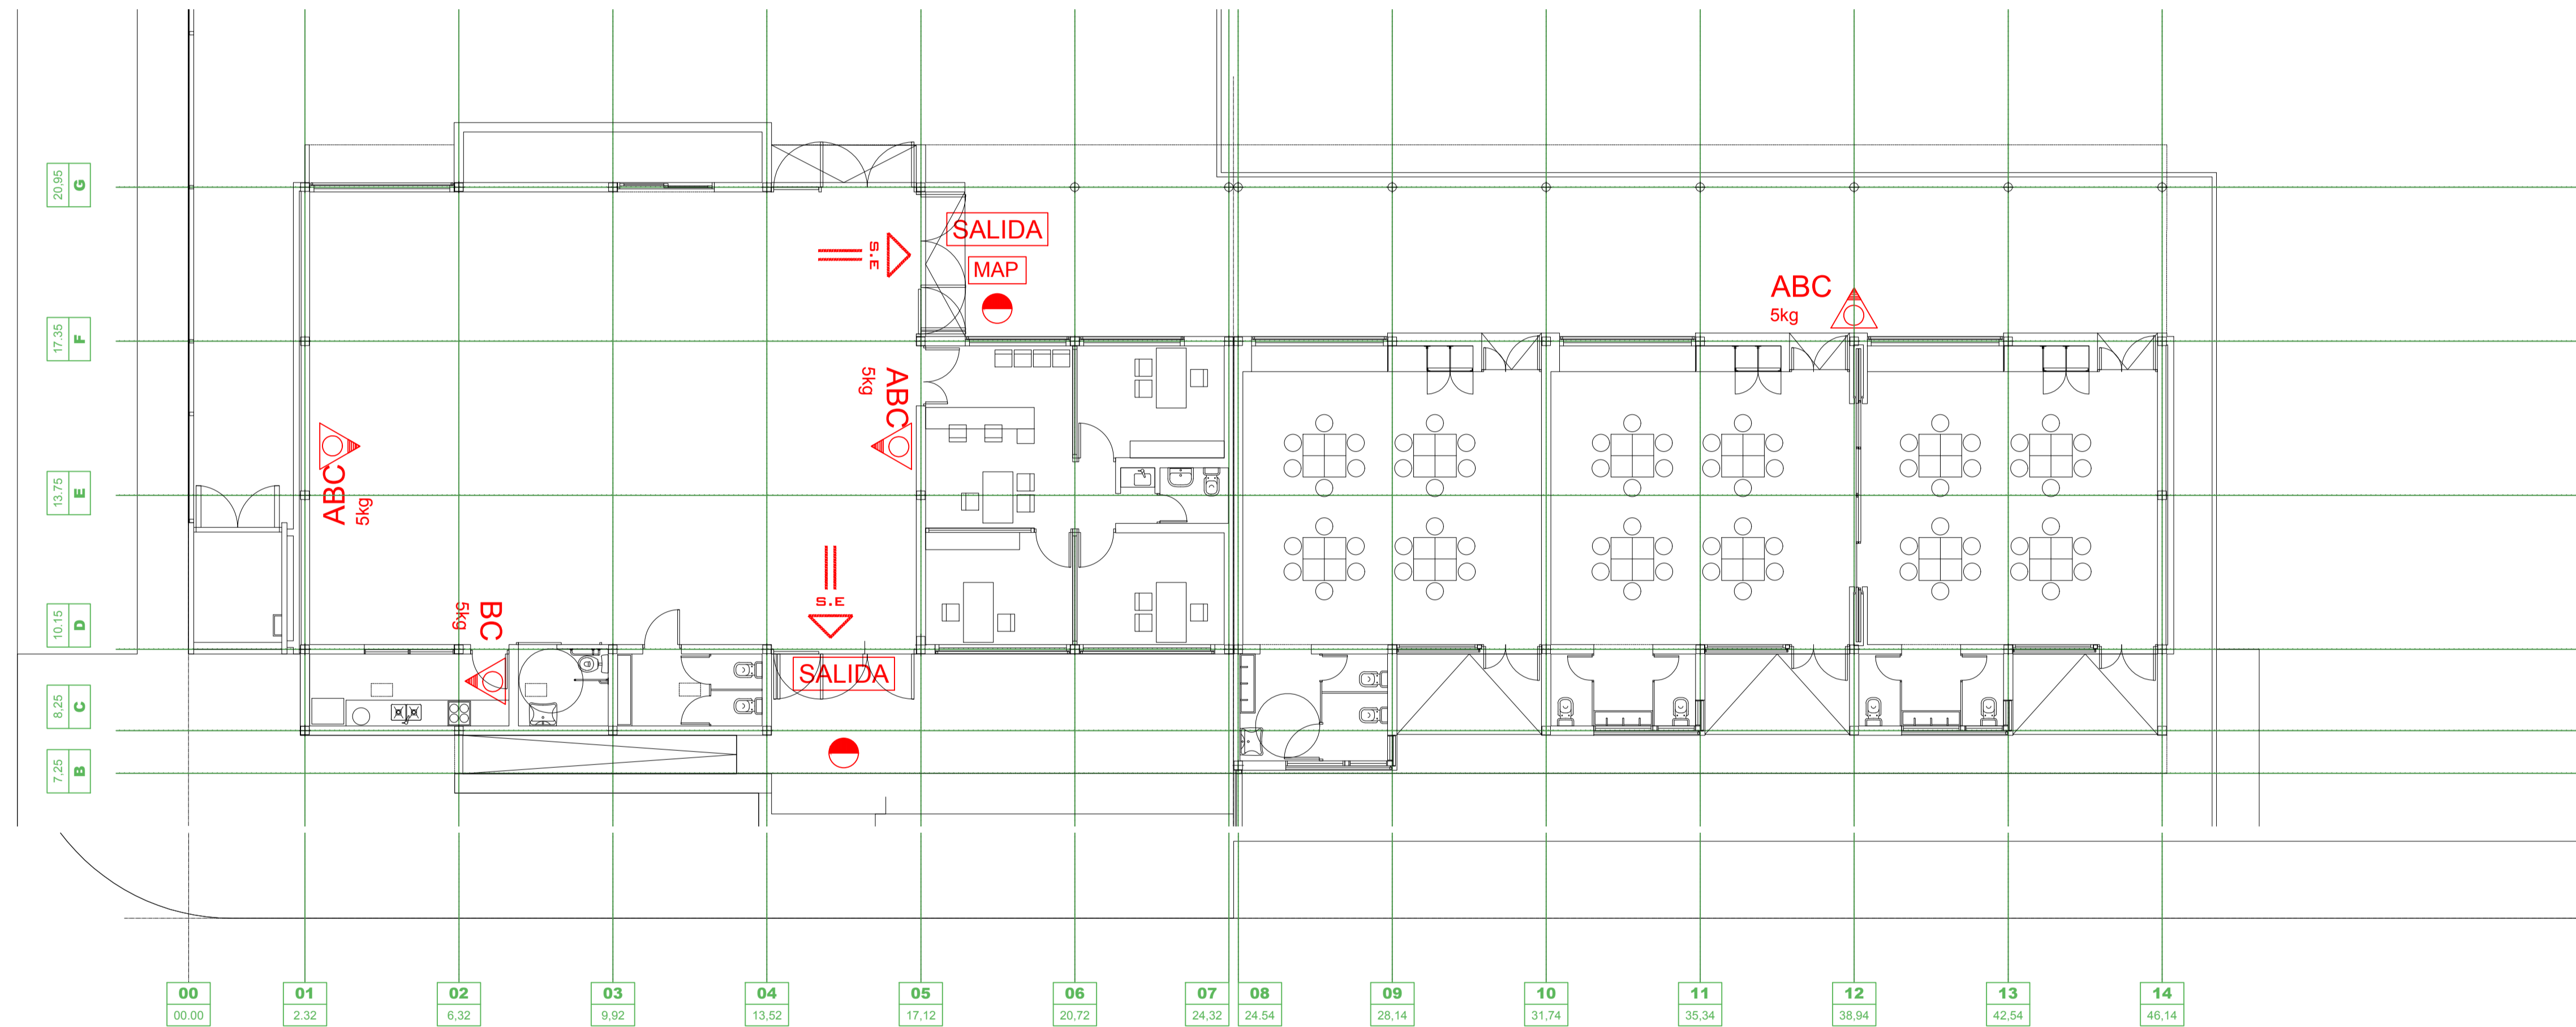 20,95 G
SALIDA
S.E
MAP
ABC
5kg
17.35 F
ABC
5kg
13.75 E
ABC
5kg
10.15 D
BC
5kg
S.E
SALIDA
8,25 C
7,25 B
00 01 02 03 04 05 06 07 08 09 10 11 12 13 14
00.00 2.32 6,32 9,92 13,52 17,12 20,72 24,32 24.54 28,14 31,74 35,34 38,94 42,54 46,14